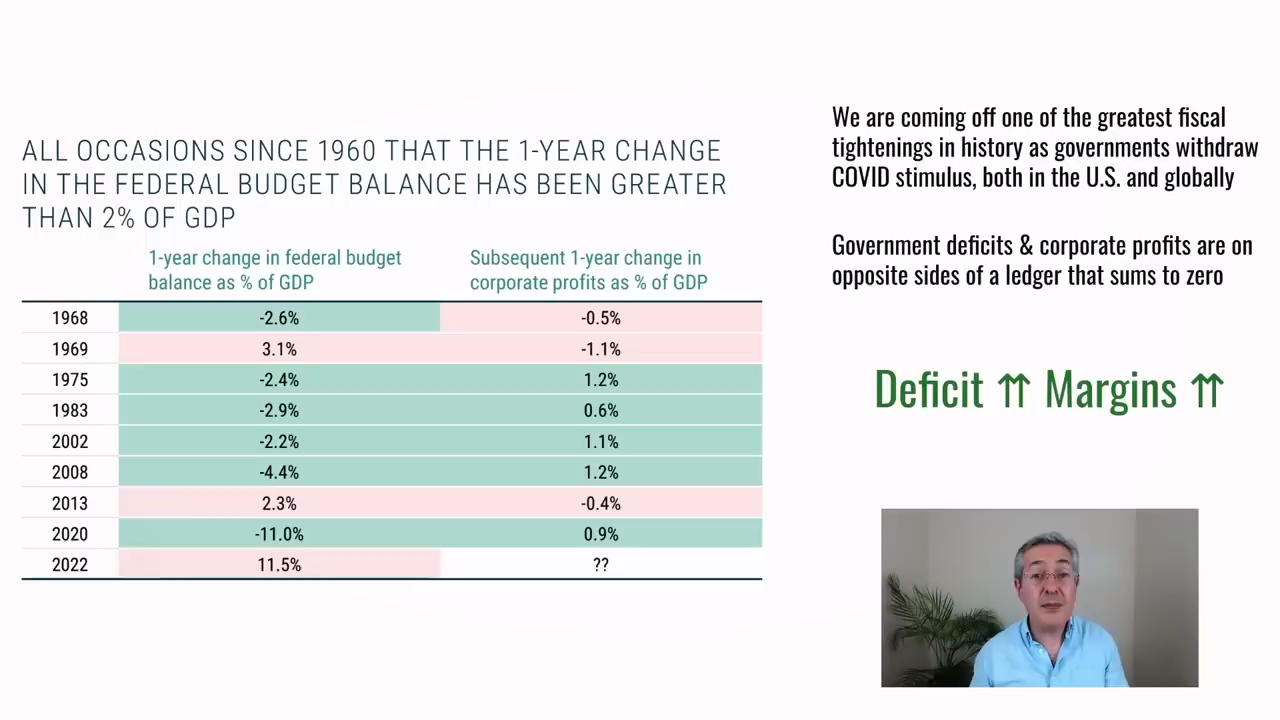 ALL OCCASIONS SINCE 1960 THAT THE 1-YEAR CHANGE
IN THE FEDERAL BUDGET BALANCE HAS BEEN GREATER
THAN 2% OF GDP
1-year change in federal budget
balance as % of GDP
Subsequent 1-year change in
corporate profits as % of GDP
1968 -2.6% -0.5%
1969 3.1% -1.1%
1975 -2.4% 1.2%
1983 -2.9% 0.6%
2002 -2.2% 1.1%
2008 -4.4% 1.2%
2013 2.3% -0.4%
2020 -11.0% 0.9%
2022 11.5% ??
We are coming off one of the greatest fiscal
tightenings in history as governments withdraw
COVID stimulus, both in the U.S. and globally
Government deficits & corporate profits are on
opposite sides of a ledger that sums to zero
Deficit ⇈ Margins ⇈